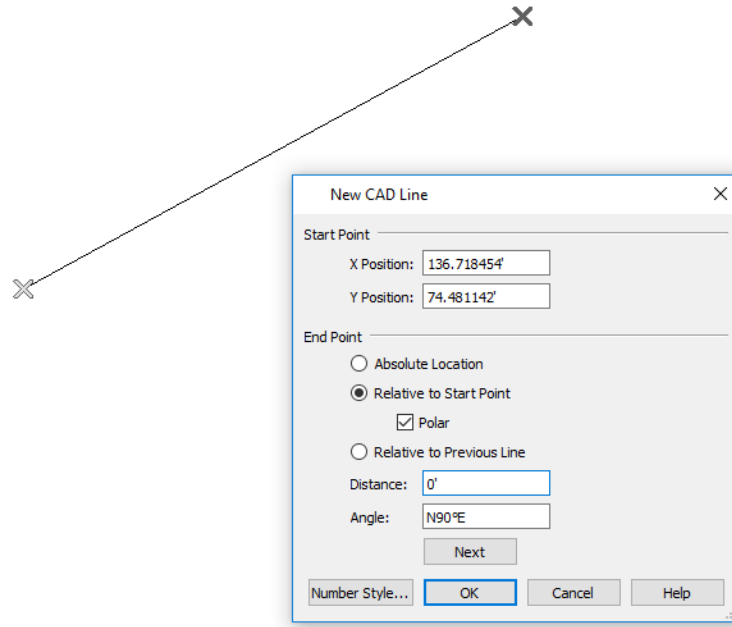 New CAD Line
Start Point
X Position: 136.718454'
Y Position: 74.481142'
End Point
Absolute Location
Relative to Start Point
Polar
Relative to Previous Line
Distance: 0'
Angle: N90°E
Next
Number Style... OK Cancel Help